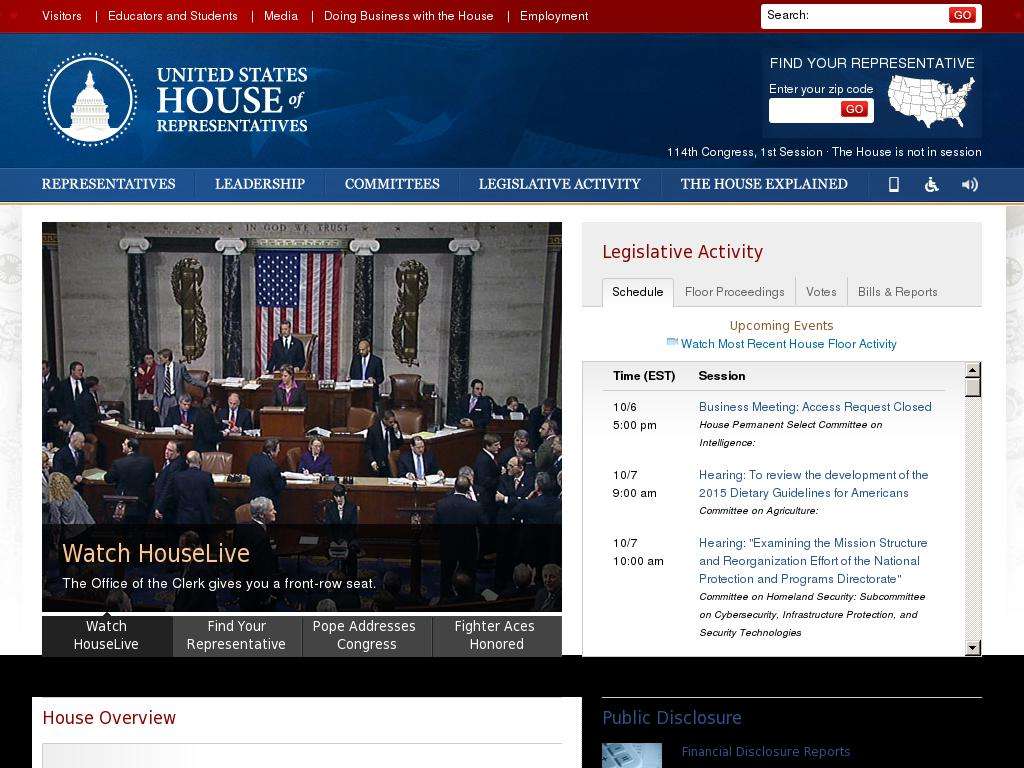 Visitors | Educators and Students | Media | Doing Business with the House | Employment
Search: GO
UNITED STATES
HOUSE of
REPRESENTATIVES
FIND YOUR REPRESENTATIVE
Enter your zip code
GO
114th Congress, 1st Session · The House is not in session
REPRESENTATIVES LEADERSHIP COMMITTEES LEGISLATIVE ACTIVITY THE HOUSE EXPLAINED
IN GOD WE TRUST
Watch HouseLive
The Office of the Clerk gives you a front-row seat.
Watch
HouseLive
Find Your
Representative
Pope Addresses
Congress
Fighter Aces
Honored
Legislative Activity
Schedule Floor Proceedings Votes Bills & Reports
Upcoming Events
Watch Most Recent House Floor Activity
Time (EST) Session
10/6 Business Meeting: Access Request Closed
5:00 pm House Permanent Select Committee on
Intelligence:
10/7 Hearing: To review the development of the
9:00 am 2015 Dietary Guidelines for Americans
Committee on Agriculture:
10/7 Hearing: "Examining the Mission Structure
10:00 am and Reorganization Effort of the National
Protection and Programs Directorate"
Committee on Homeland Security: Subcommittee
on Cybersecurity, Infrastructure Protection, and
Security Technologies
House Overview
Public Disclosure
Financial Disclosure Reports